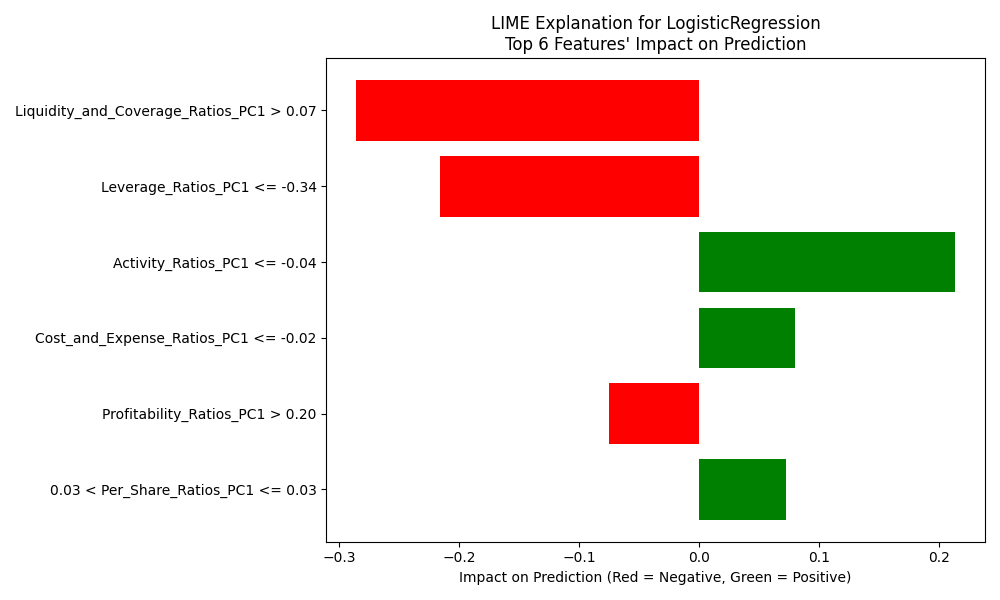 LIME Explanation for LogisticRegression
Top 6 Features' Impact on Prediction
Liquidity_and_Coverage_Ratios_PC1 > 0.07
Leverage_Ratios_PC1 <= -0.34
Activity_Ratios_PC1 <= -0.04
Cost_and_Expense_Ratios_PC1 <= -0.02
Profitability_Ratios_PC1 > 0.20
0.03 < Per_Share_Ratios_PC1 <= 0.03
−0.3 −0.2 −0.1 0.0 0.1 0.2
Impact on Prediction (Red = Negative, Green = Positive)